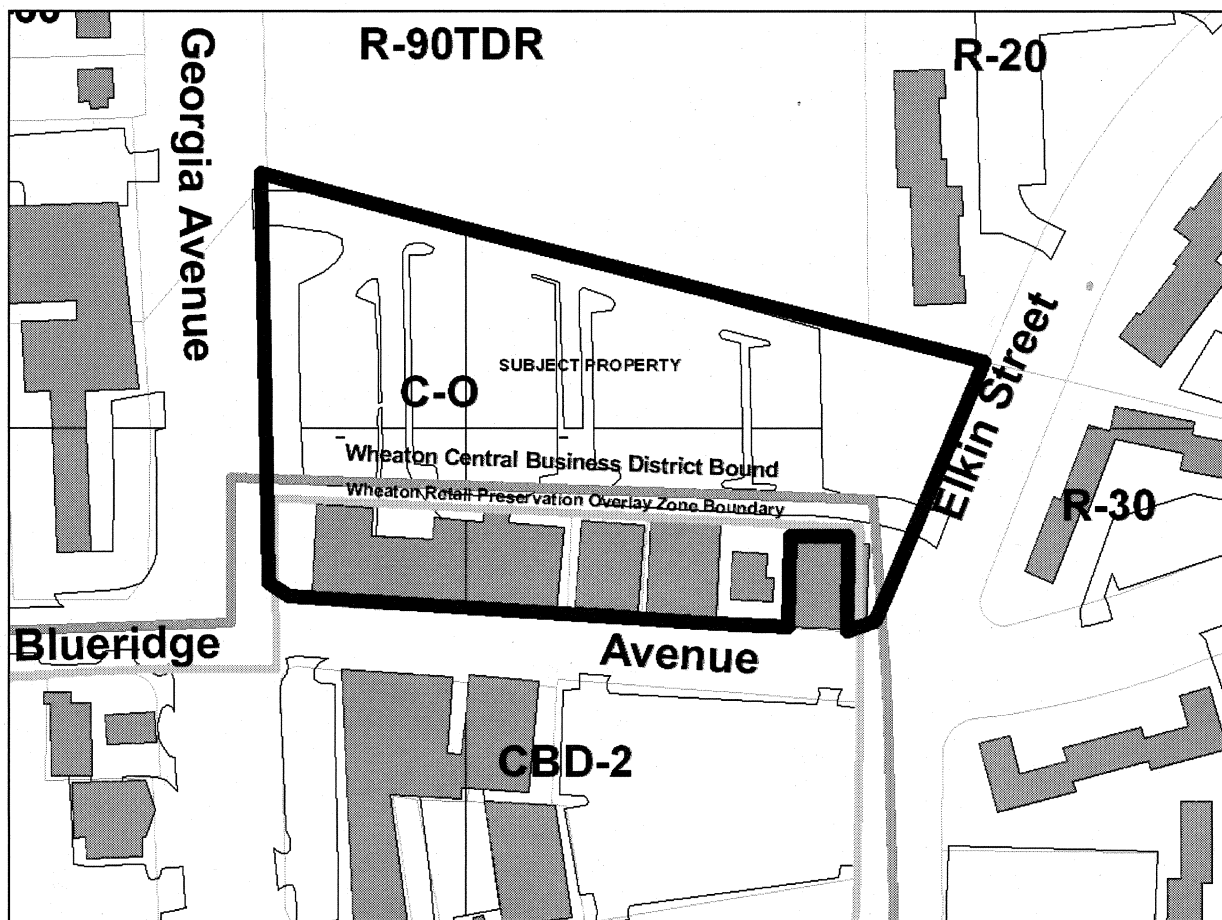 Georgia Avenue
R-90TDR
R-20
SUBJECT PROPERTY
C-O
Elkin Street
Wheaton Central Business District Bound
Wheaton Retail Preservation Overlay Zone Boundary
R-30
Blueridge Avenue
CBD-2